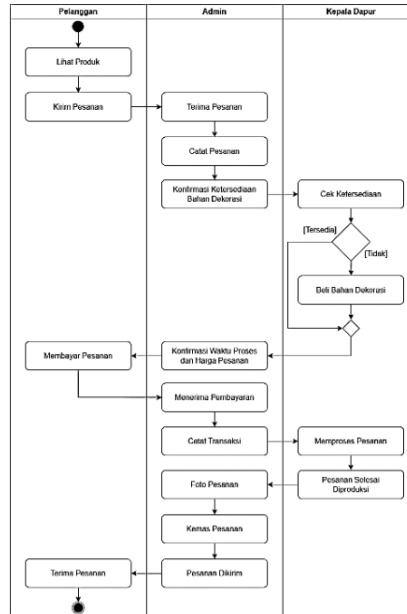 Pelanggan
Admin
Kepala Dapur
Lihat Produk
Kirim Pesanan
Terima Pesanan
Catat Pesanan
Konfirmasi Ketersediaan
Bahan Dekorasi
Cek Ketersediaan
[Tersedia]
[Tidak]
Beli Bahan Dekorasi
Konfirmasi Waktu Proses
dan Harga Pesanan
Membayar Pesanan
Menerima Pembayaran
Catat Transaksi
Memproses Pesanan
Pesanan Selesai
Diproduksi
Foto Pesanan
Kemas Pesanan
Pesanan Dikirim
Terima Pesanan